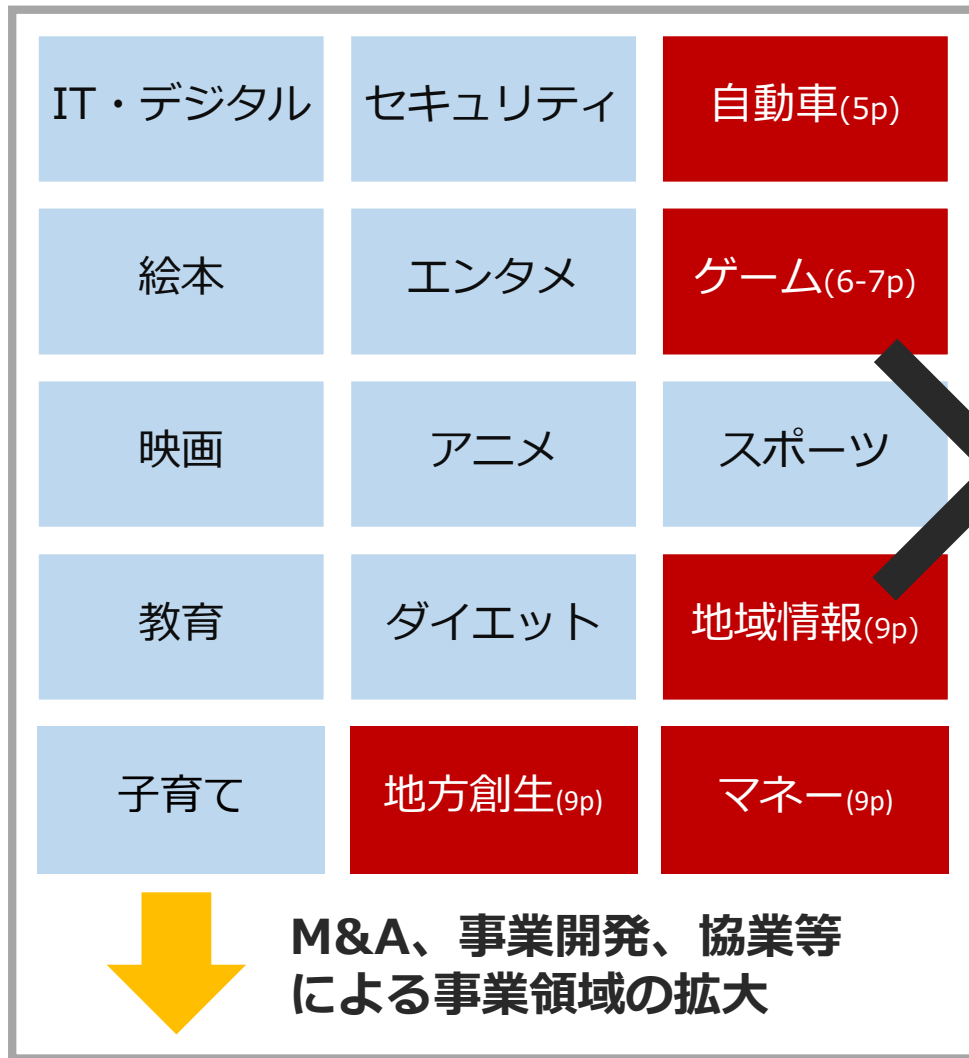 IT・デジタル
セキュリティ
自動車(5p)
絵本
エンタメ
ゲーム(6-7p)
映画
アニメ
スポーツ
教育
ダイエット
地域情報(9p)
子育て
地方創生(9p)
マネー(9p)
M&A、事業開発、協業等
による事業領域の拡大